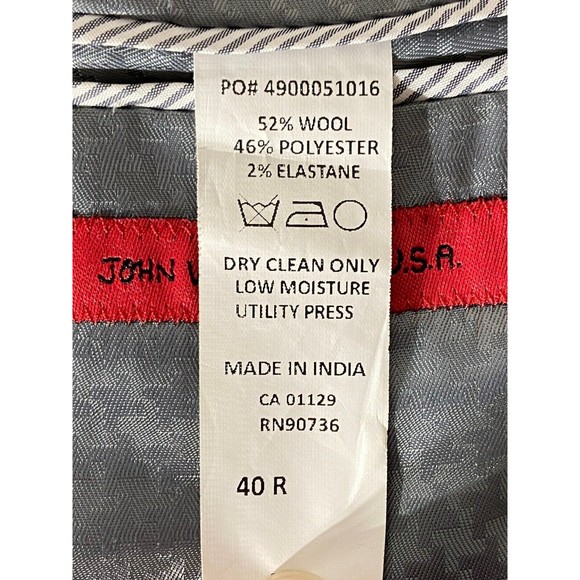 PO# 4900051016
52% WOOL
46% POLYESTER
2% ELASTANE
JOHN V U.S.A.
DRY CLEAN ONLY
LOW MOISTURE
UTILITY PRESS
MADE IN INDIA
CA 01129
RN90736
40 R